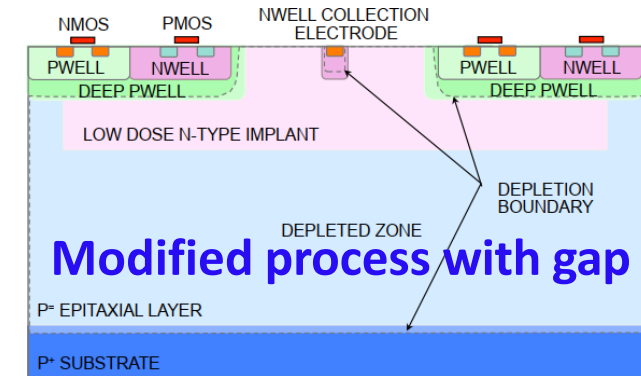 NMOS
PMOS
NWELL COLLECTION
ELECTRODE
PWELL
NWELL
PWELL
NWELL
DEEP PWELL
DEEP PWELL
LOW DOSE N-TYPE IMPLANT
DEPLETION
BOUNDARY
DEPLETED ZONE
Modified process with gap
P⁼ EPITAXIAL LAYER
P⁺ SUBSTRATE